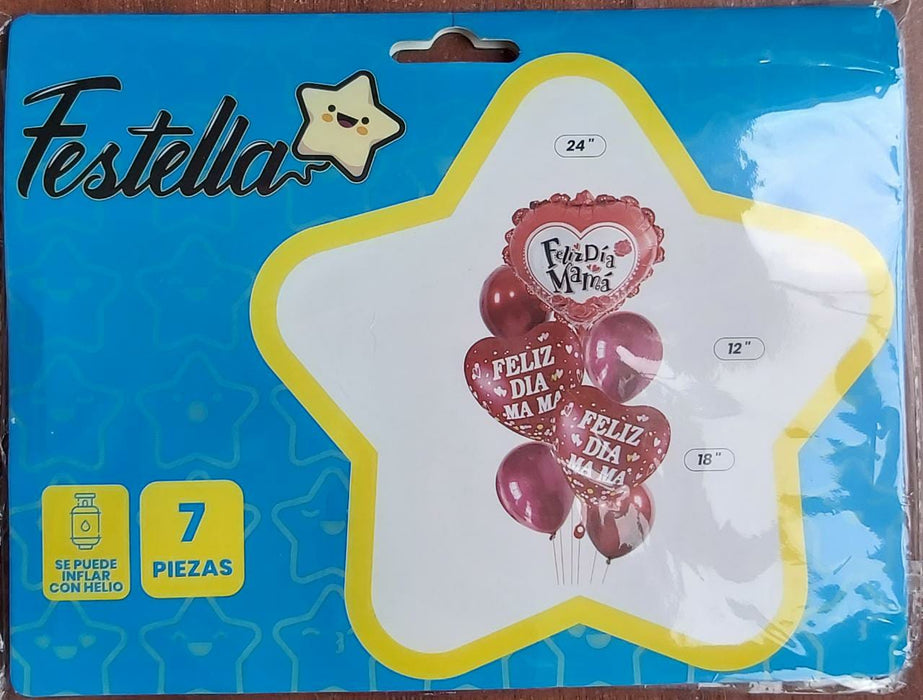 Festella
24"
Feliz Día
Mamá
12"
FELIZ
DIA
MA MA
FELIZ
DIA
MA MA
18"
SE PUEDE
INFLAR
CON HELIO
7
PIEZAS